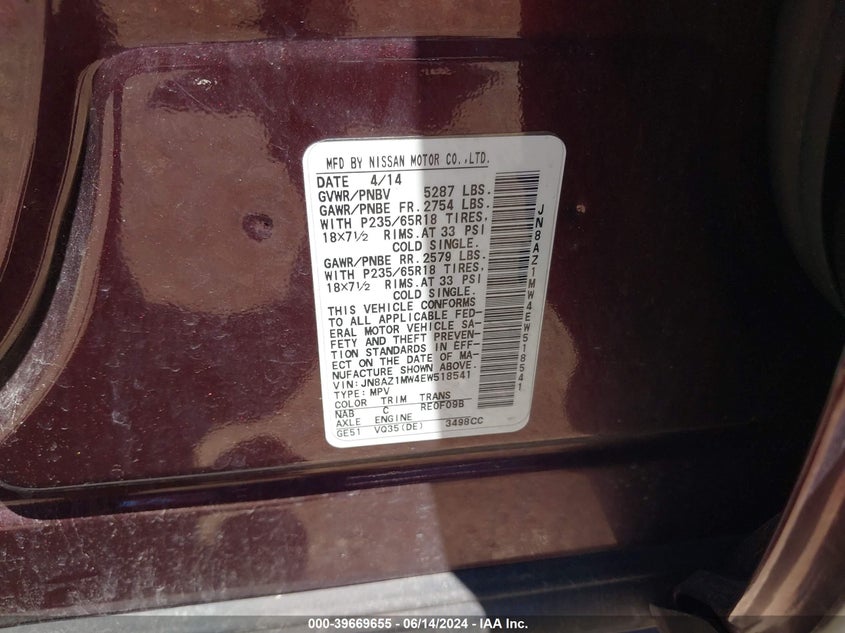 MFD BY NISSAN MOTOR CO.,LTD.
DATE 4/14
GVWR/PNBV 5287 LBS.
GAWR/PNBE FR. 2754 LBS.
WITH P235/65R18 TIRES,
18×7½ RIMS. AT 33 PSI
COLD SINGLE.
GAWR/PNBE RR. 2579 LBS.
WITH P235/65R18 TIRES,
18×7½ RIMS. AT 33 PSI
COLD SINGLE.
THIS VEHICLE CONFORMS
TO ALL APPLICABLE FED-
ERAL MOTOR VEHICLE SA-
FETY AND THEFT PREVEN-
TION STANDARDS IN EFF-
ECT ON THE DATE OF MA-
NUFACTURE SHOWN ABOVE.
VIN: JN8AZ1MW4EW518541
TYPE: MPV
COLOR TRIM TRANS
NAB C RE0F09B
AXLE ENGINE
GE51 VQ35(DE) 3498CC
JN8AZ1MW4EW518541
000-39669655 - 06/14/2024 - IAA Inc.